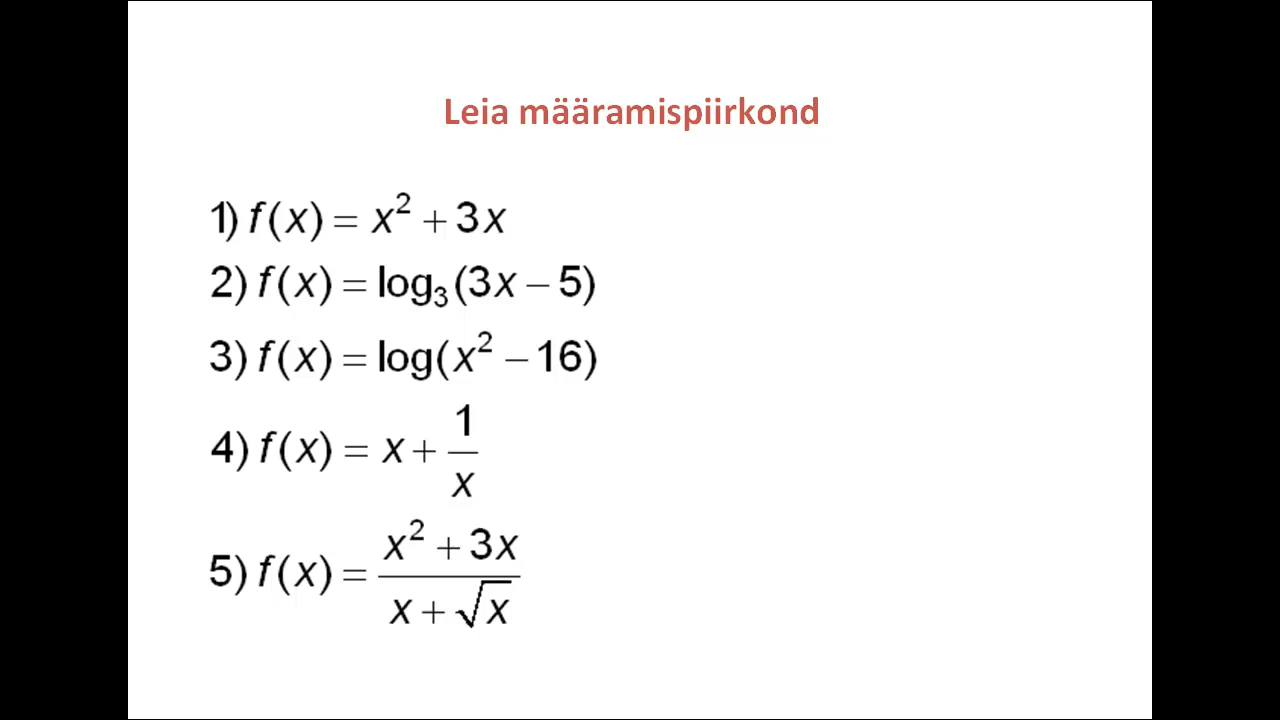 Leia määramispiirkond
1) f(x) = x² + 3x
2) f(x) = log₃(3x − 5)
3) f(x) = log(x² − 16)
4) f(x) = x + 1/x
5) f(x) = (x² + 3x)/(x + √x)